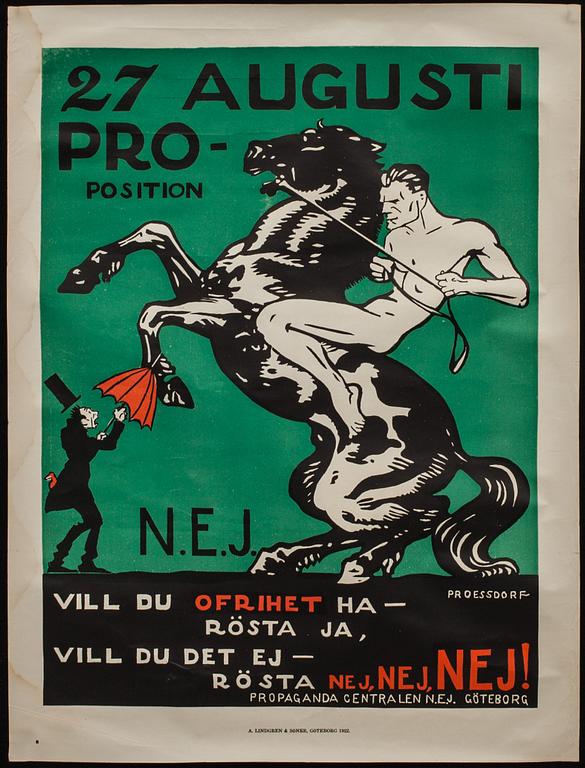 27 AUGUSTI
PRO-
POSITION
N.E.J.
PROESSDORF
VILL DU OFRIHET HA —
RÖSTA JA,
VILL DU DET EJ —
RÖSTA NEJ, NEJ, NEJ!
PROPAGANDA CENTRALEN N.E.J. GÖTEBORG
A. LINDGREN & SÖNER, GÖTEBORG 1922.